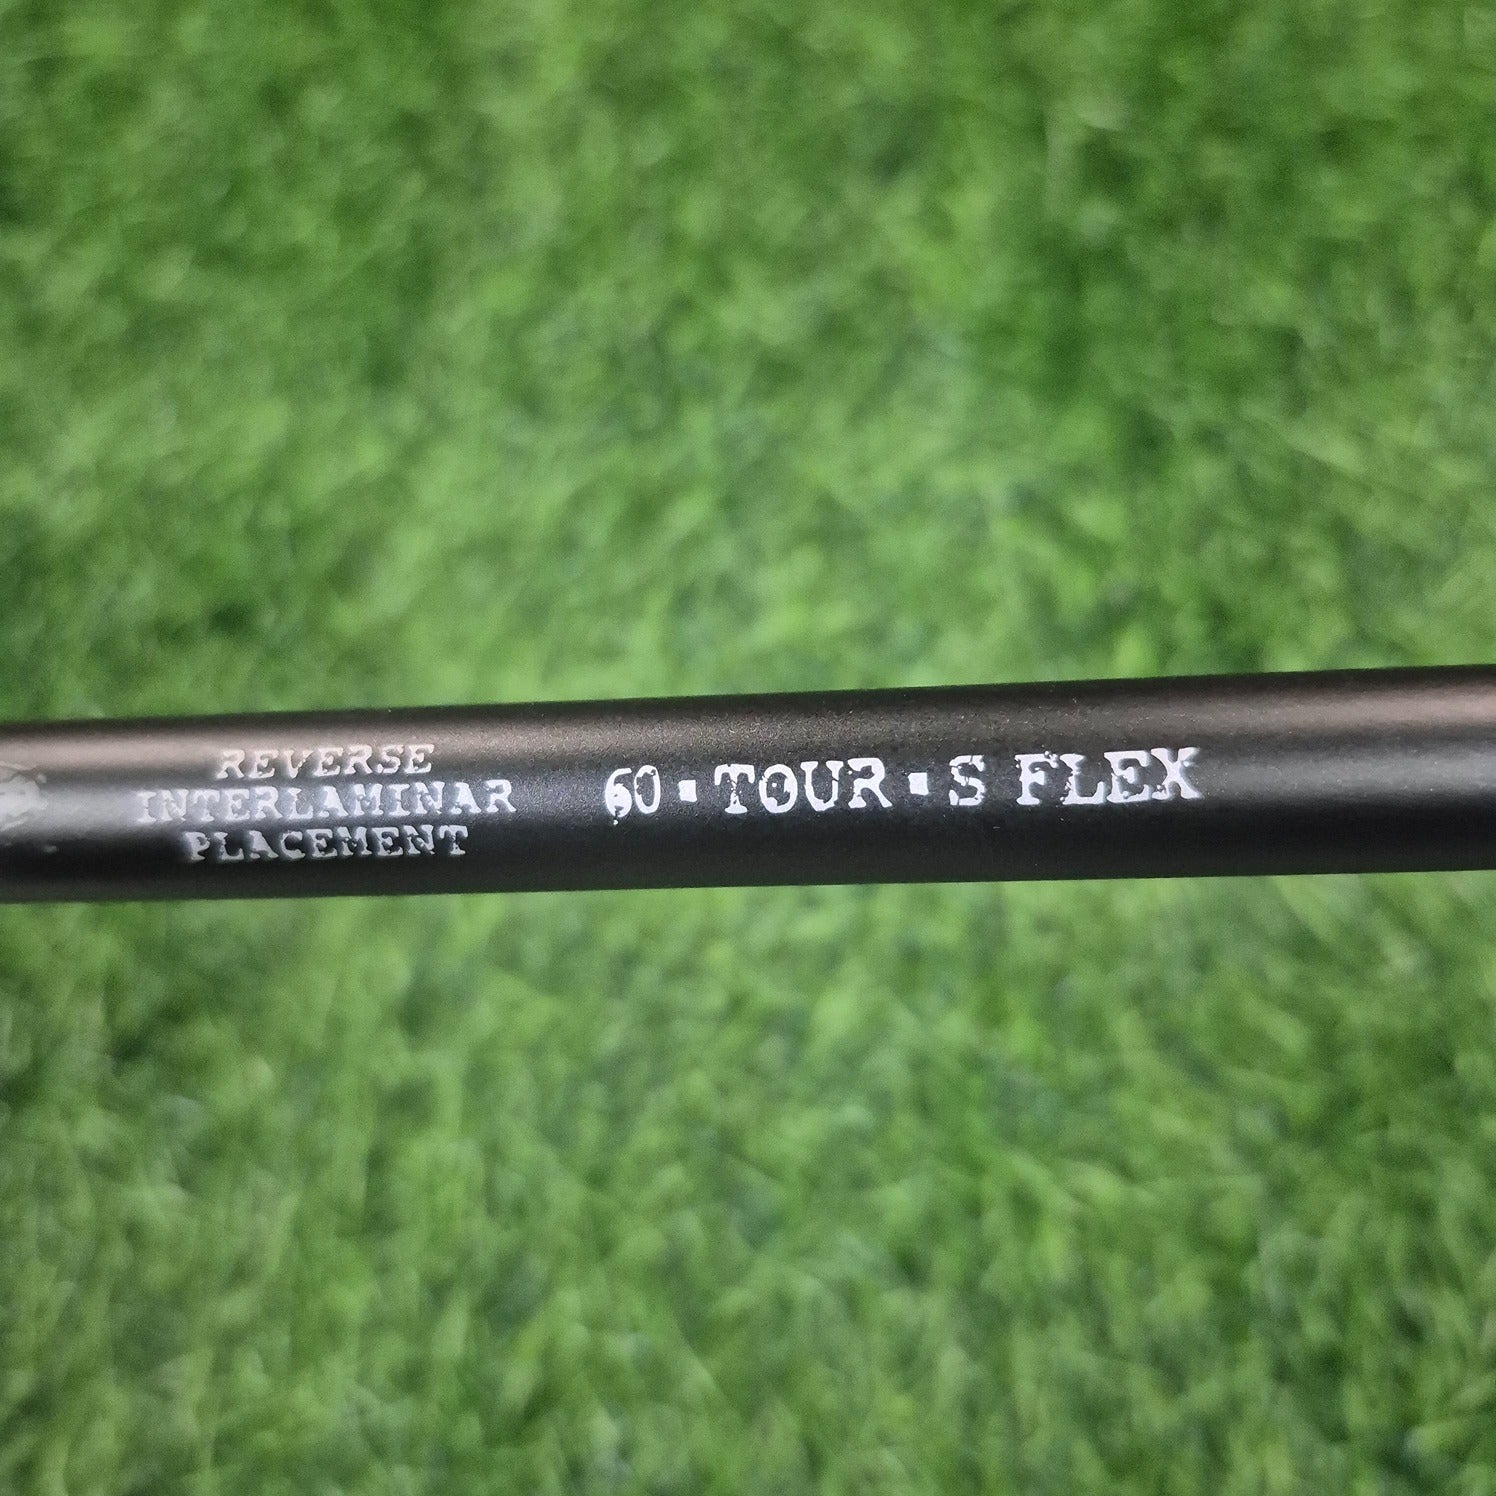 REVERSE
INTERLAMINAR
PLACEMENT
60▪TOUR▪S FLEX